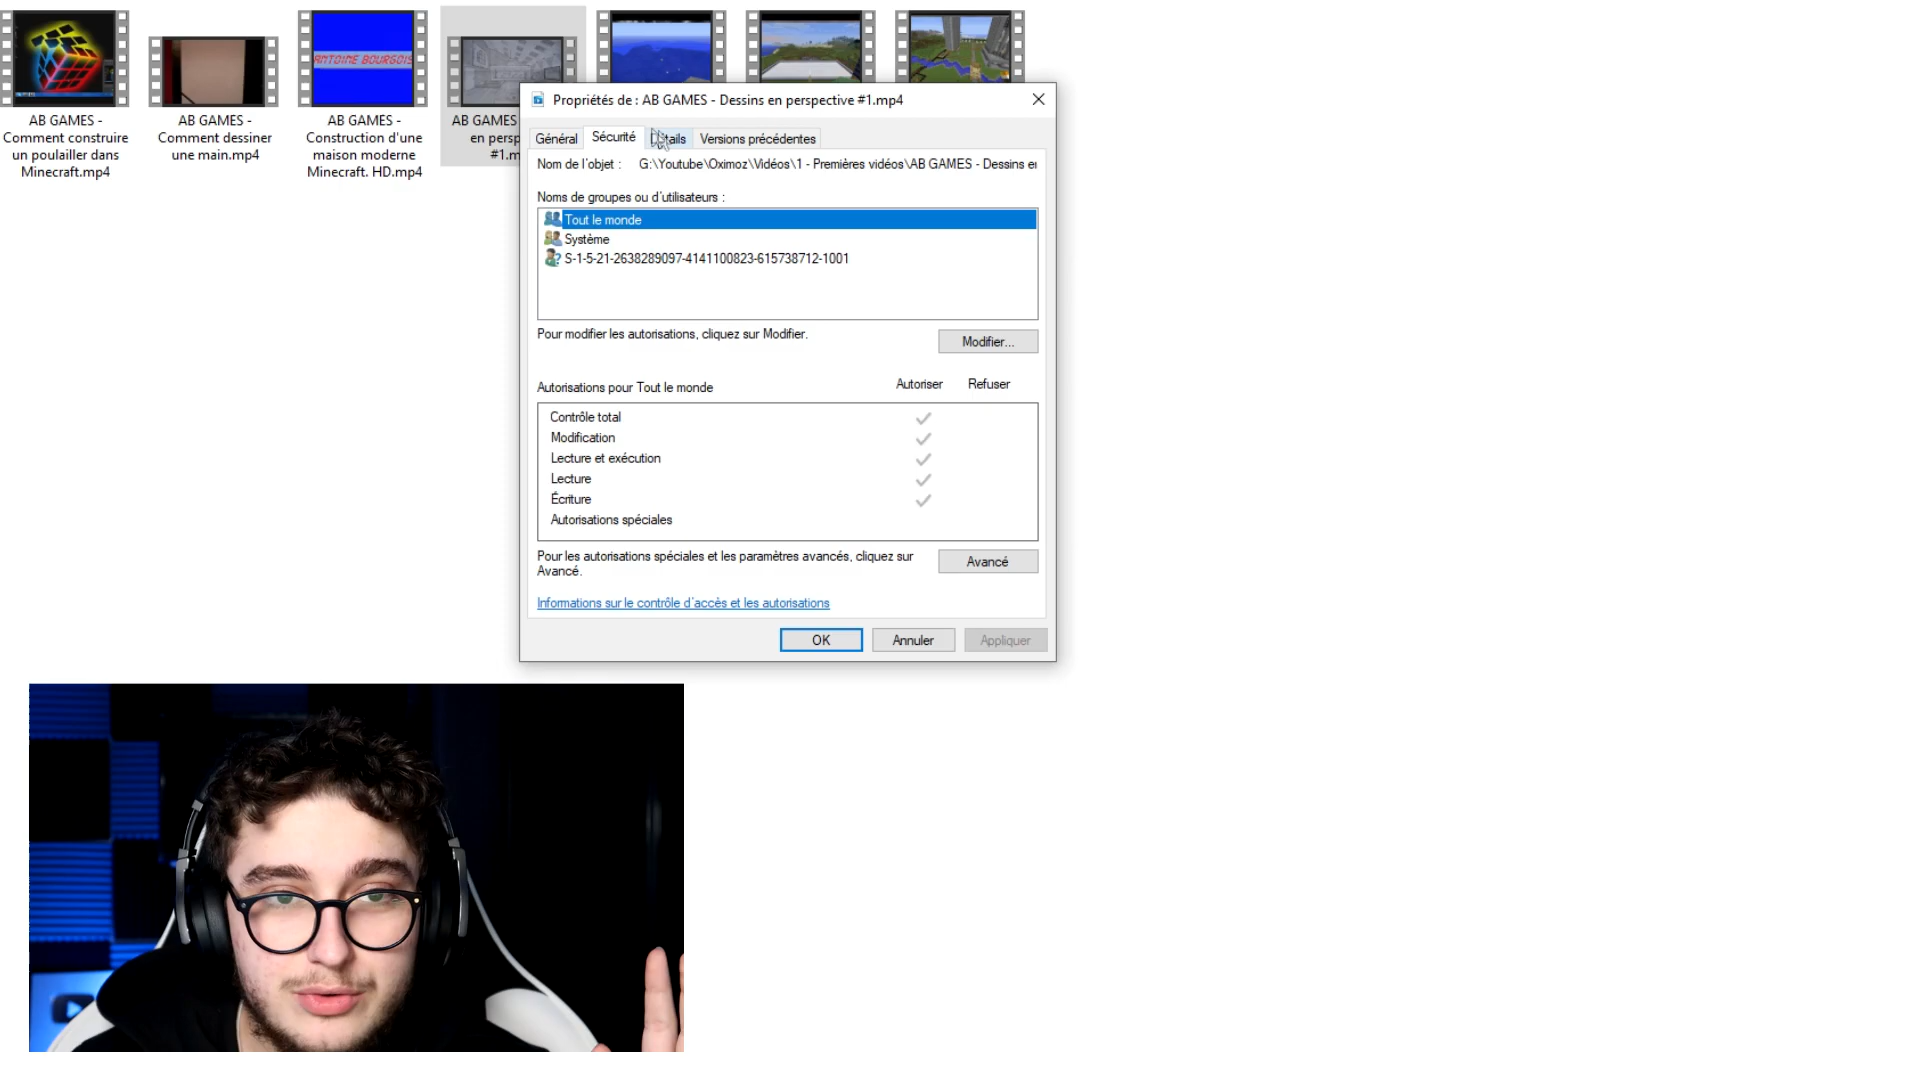 AB GAMES -
Comment construire
un poulailler dans
Minecraft.mp4
AB GAMES -
Comment dessiner
une main.mp4
ANTOINE BOURGOIS
AB GAMES -
Construction d'une
maison moderne
Minecraft. HD.mp4
AB GAMES
en persp
#1.m
Propriétés de : AB GAMES - Dessins en perspective #1.mp4
Général
Sécurité
Détails
Versions précédentes
Nom de l'objet : G:\Youtube\Oximoz\Vidéos\1 - Premières vidéos\AB GAMES - Dessins e
Noms de groupes ou d'utilisateurs :
Tout le monde
Système
S-1-5-21-2638289097-4141100823-615738712-1001
Pour modifier les autorisations, cliquez sur Modifier.
Modifier...
Autorisations pour Tout le monde Autoriser Refuser
Contrôle total
Modification
Lecture et exécution
Lecture
Écriture
Autorisations spéciales
Pour les autorisations spéciales et les paramètres avancés, cliquez sur
Avancé.
Avancé
Informations sur le contrôle d'accès et les autorisations
OK
Annuler
Appliquer